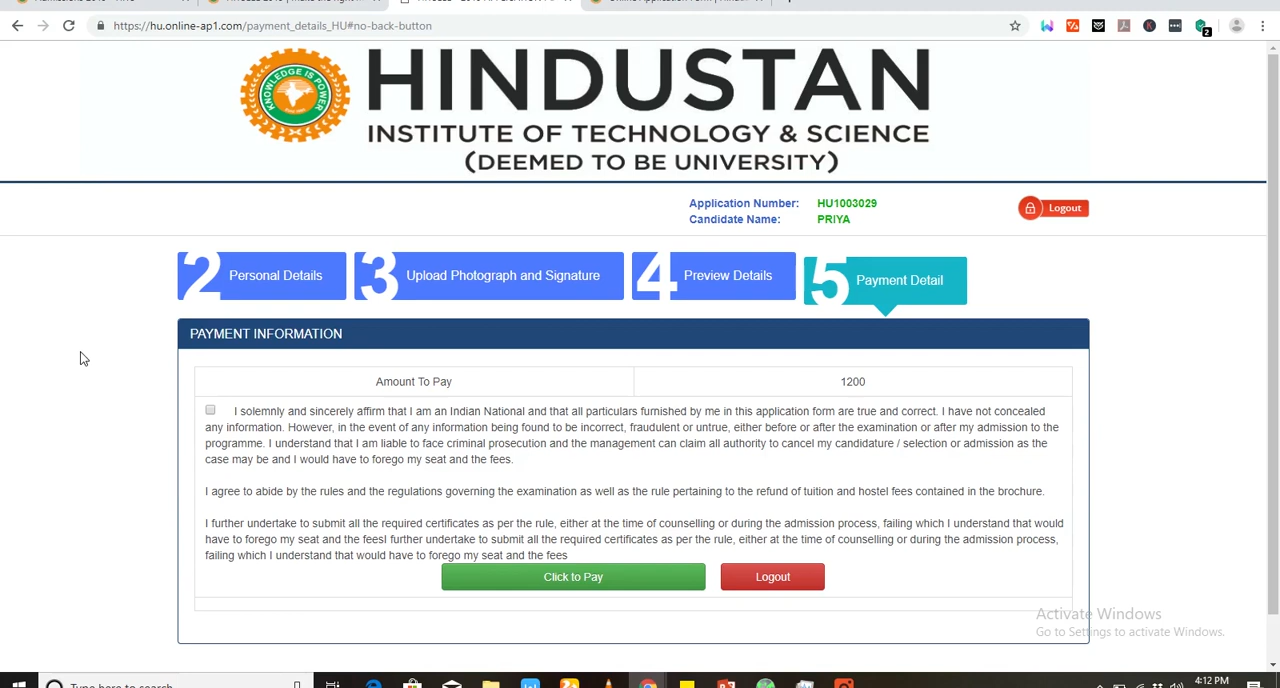 https://hu.online-ap1.com/payment_details_HU#no-back-button
2
KNOWLEDGE IS POWER
HINDUSTAN
INSTITUTE OF TECHNOLOGY & SCIENCE
(DEEMED TO BE UNIVERSITY)
Application Number: HU1003029
Candidate Name: PRIYA
Logout
2 Personal Details
3 Upload Photograph and Signature
4 Preview Details
5 Payment Detail
PAYMENT INFORMATION
Amount To Pay 1200
I solemnly and sincerely affirm that I am an Indian National and that all particulars furnished by me in this application form are true and correct. I have not concealed
any information. However, in the event of any information being found to be incorrect, fraudulent or untrue, either before or after the examination or after my admission to the
programme. I understand that I am liable to face criminal prosecution and the management can claim all authority to cancel my candidature / selection or admission as the
case may be and I would have to forego my seat and the fees.
I agree to abide by the rules and the regulations governing the examination as well as the rule pertaining to the refund of tuition and hostel fees contained in the brochure.
I further undertake to submit all the required certificates as per the rule, either at the time of counselling or during the admission process, failing which I understand that would
have to forego my seat and the feesI further undertake to submit all the required certificates as per the rule, either at the time of counselling or during the admission process,
failing which I understand that would have to forego my seat and the fees
Click to Pay
Logout
Activate Windows
Go to Settings to activate Windows.
Type here to search
4:12 PM